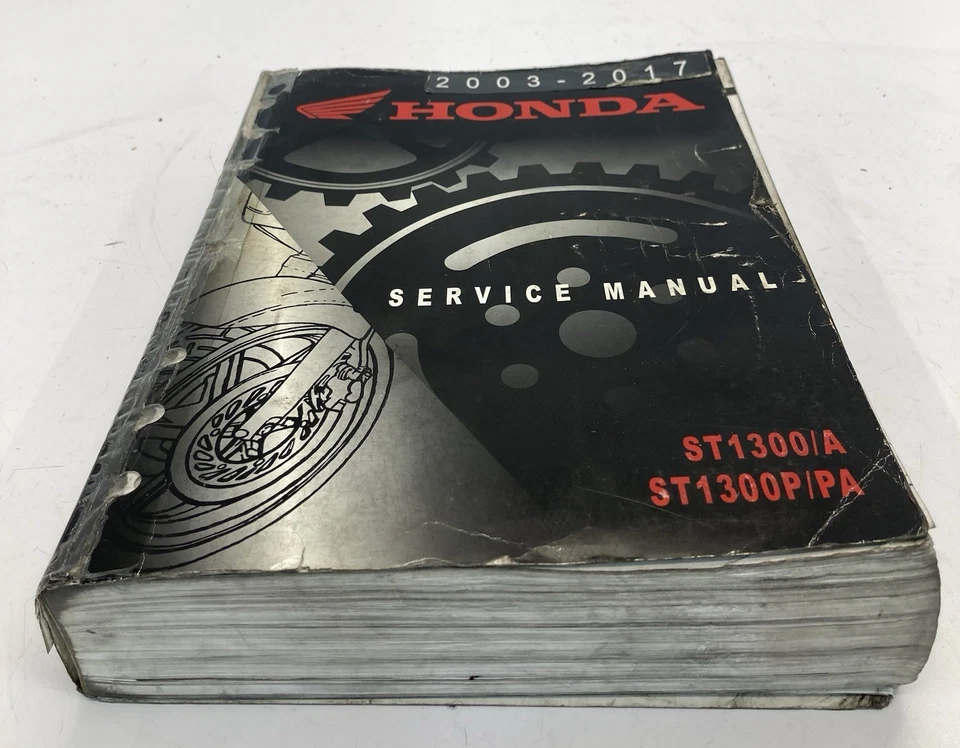 2003-2017
HONDA
SERVICE MANUAL
ST1300/A
ST1300P/PA